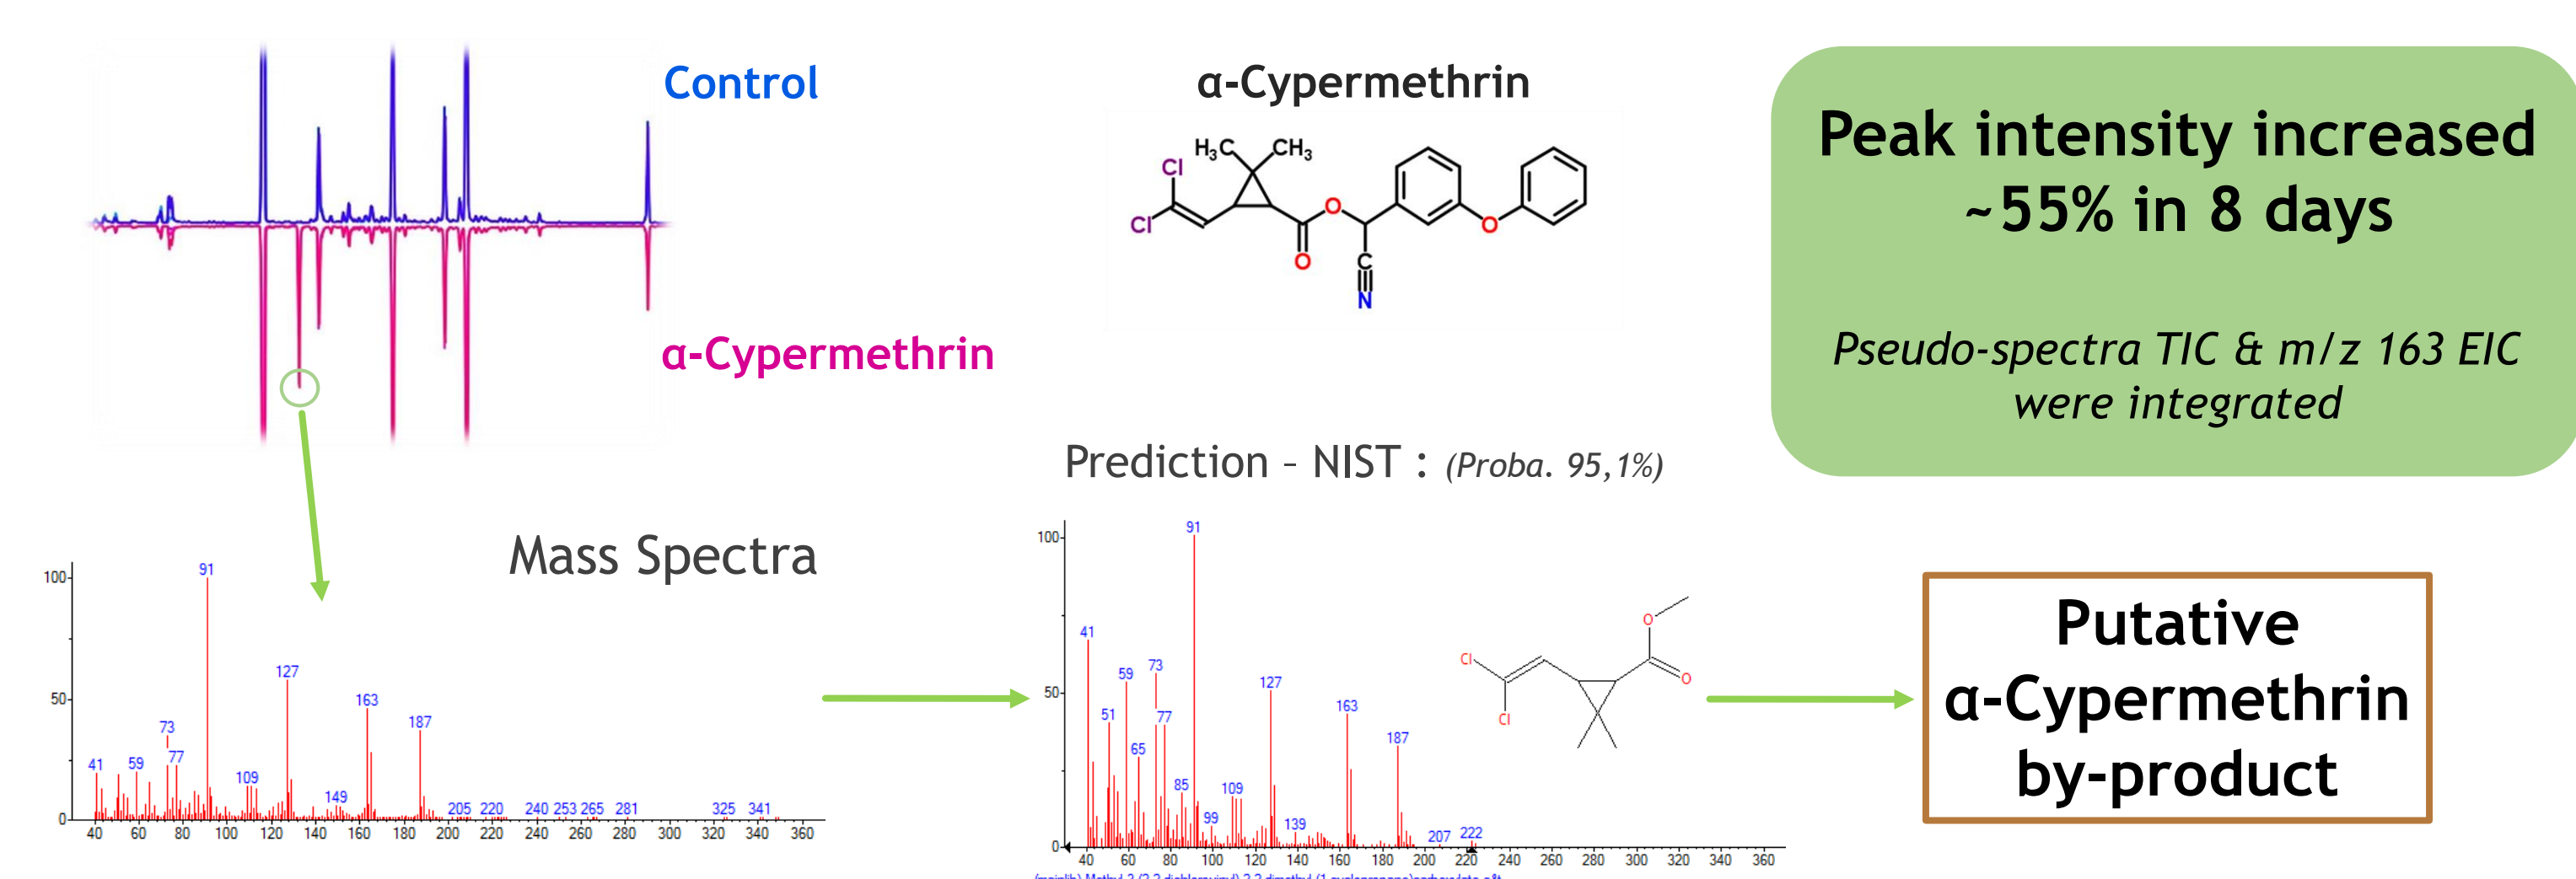 Control
α-Cypermethrin
α-Cypermethrin
H₃C CH₃
Cl
Cl
O
O
O
C
N
Peak intensity increased
~55% in 8 days
Pseudo-spectra TIC & m/z 163 EIC
were integrated
Prediction – NIST : (Proba. 95,1%)
Mass Spectra
100
50
0
91
127
163
187
73
77
41
59
109
149
205 220 240 253 265 281 325 341
40 60 80 100 120 140 160 180 200 220 240 260 280 300 320 340 360
100
50
0
91
41
59
73
51
77
65
85
99
109
127
139
163
187
207
222
40 60 80 100 120 140 160 180 200 220 240 260 280 300 320 340 360
O
O
Cl
Cl
Putative
α-Cypermethrin
by-product